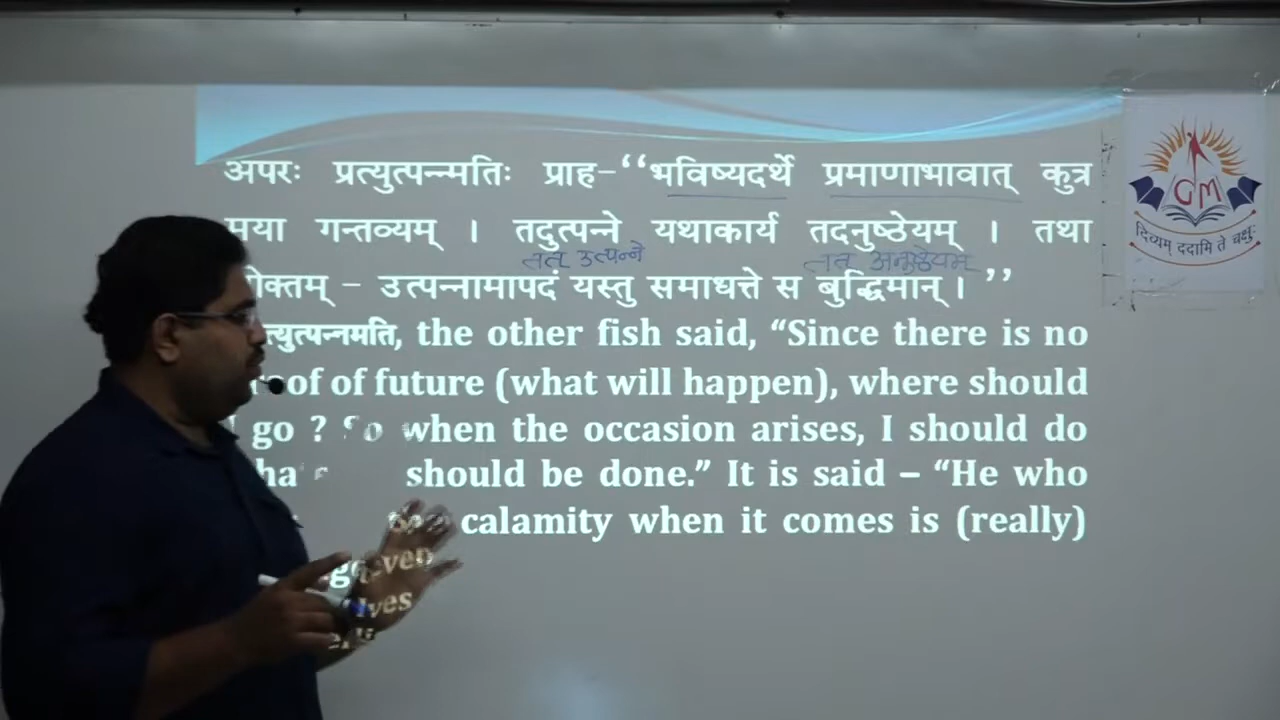 अपरः प्रत्युत्पन्नमतिः प्राह-“भविष्यदर्थे प्रमाणाभावात् कुत्र
मया गन्तव्यम् । तदुत्पन्ने यथाकार्यं तदनुष्ठेयम् । तथा
तत् उत्पन्ने तत् अनुष्ठेयम्
- उत्पन्नामापदं यस्तु समाधत्ते स बुद्धिमान् । ”
the other fish said, “Since there is no
of future (what will happen), where should
I go ? So when the occasion arises, I should do
should be done.” It is said – “He who
calamity when it comes is (really)
GM
दिव्यम् ददामि ते चक्षुः